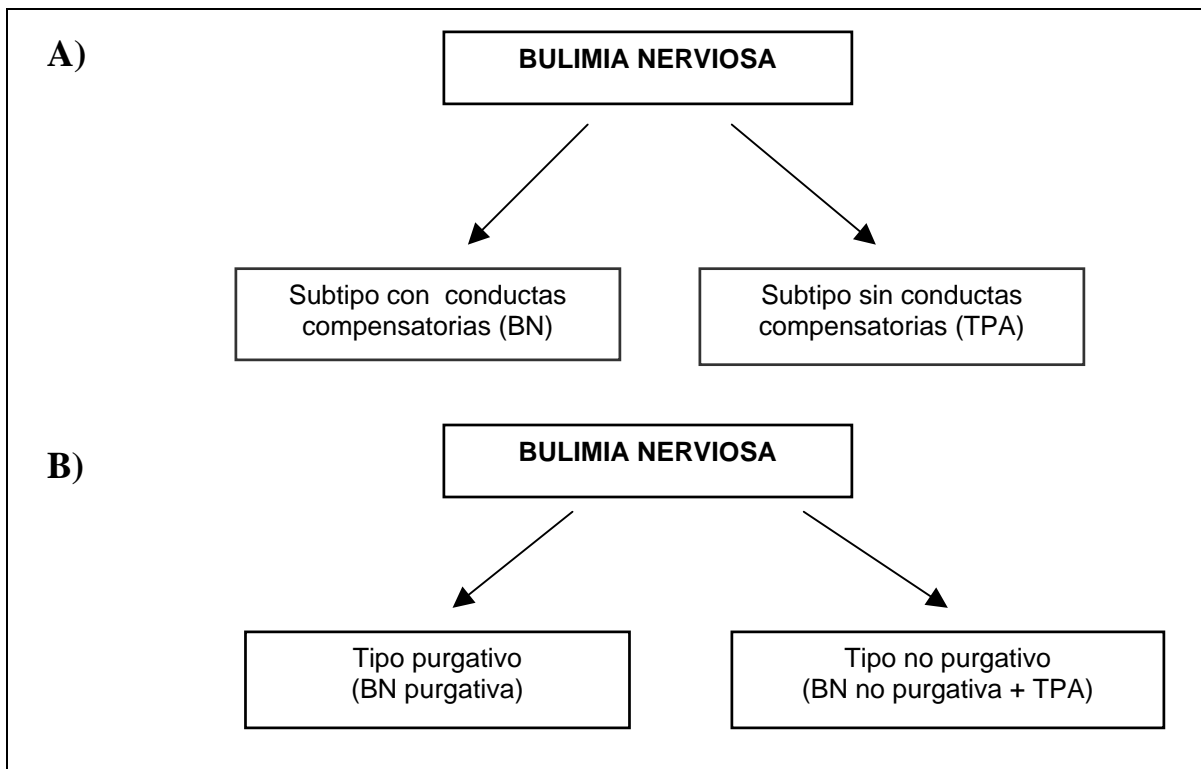 A)
BULIMIA NERVIOSA
Subtipo con conductas
compensatorias (BN)
Subtipo sin conductas
compensatorias (TPA)
B)
BULIMIA NERVIOSA
Tipo purgativo
(BN purgativa)
Tipo no purgativo
(BN no purgativa + TPA)